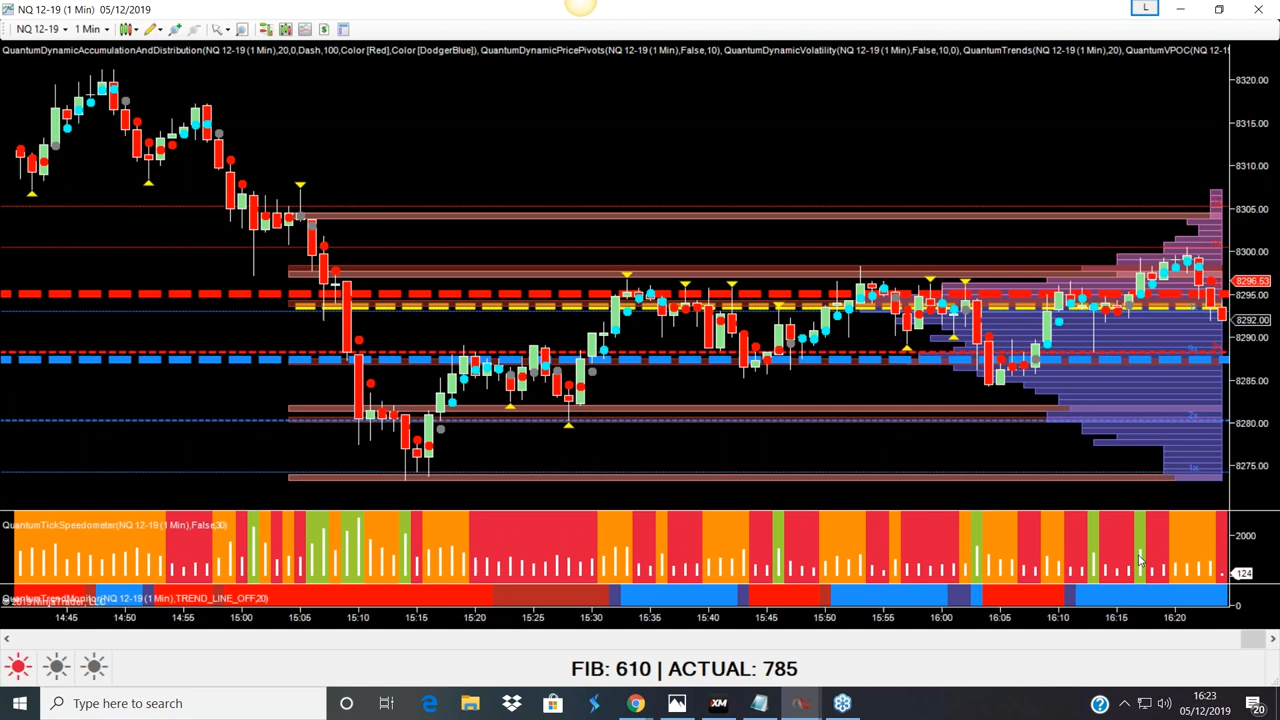 NQ 12-19 (1 Min) 05/12/2019
L
NQ 12-19 1 Min
QuantumDynamicAccumulationAndDistribution(NQ 12-19 (1 Min),20,0,Dash,100,Color [Red],Color [DodgerBlue]), QuantumDynamicPricePivots(NQ 12-19 (1 Min),False,10), QuantumDynamicVolatility(NQ 12-19 (1 Min),False,10,0), QuantumTrends(NQ 12-19 (1 Min),20), QuantumVPOC(NQ 12-1
8320.00
8315.00
8310.00
8305.00
8300.00
8296.53
8295.00
8292.00
8290.00
8285.00
2x
8280.00
8275.00
1x
QuantumTickSpeedometer(NQ 12-19 (1 Min),False,30)
2000
124
QuantumTrendMonitor(NQ 12-19 (1 Min),TREND_LINE_OFF,20)
© 2019 NinjaTrader, LLC
0
14:45 14:50 14:55 15:00 15:05 15:10 15:15 15:20 15:25 15:30 15:35 15:40 15:45 15:50 15:55 16:00 16:05 16:10 16:15 16:20
FIB: 610 | ACTUAL: 785
Type here to search
XM
16:23
05/12/2019
20